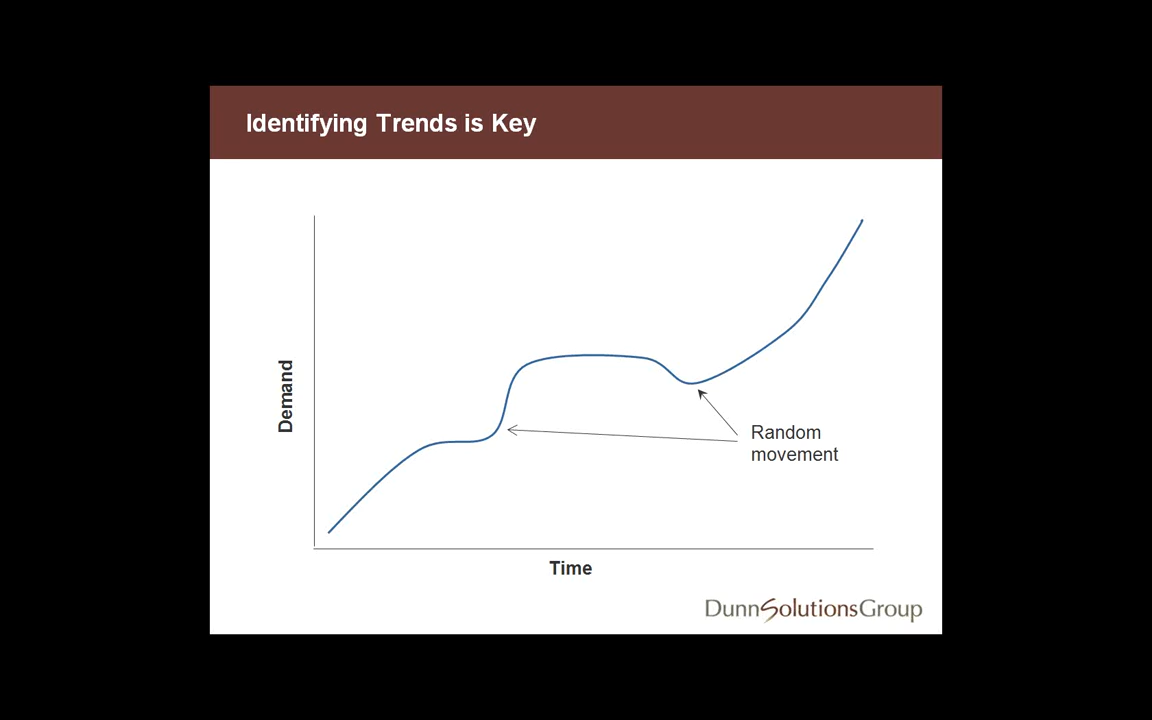 Identifying Trends is Key
Demand
Random
movement
Time
DunnSolutionsGroup